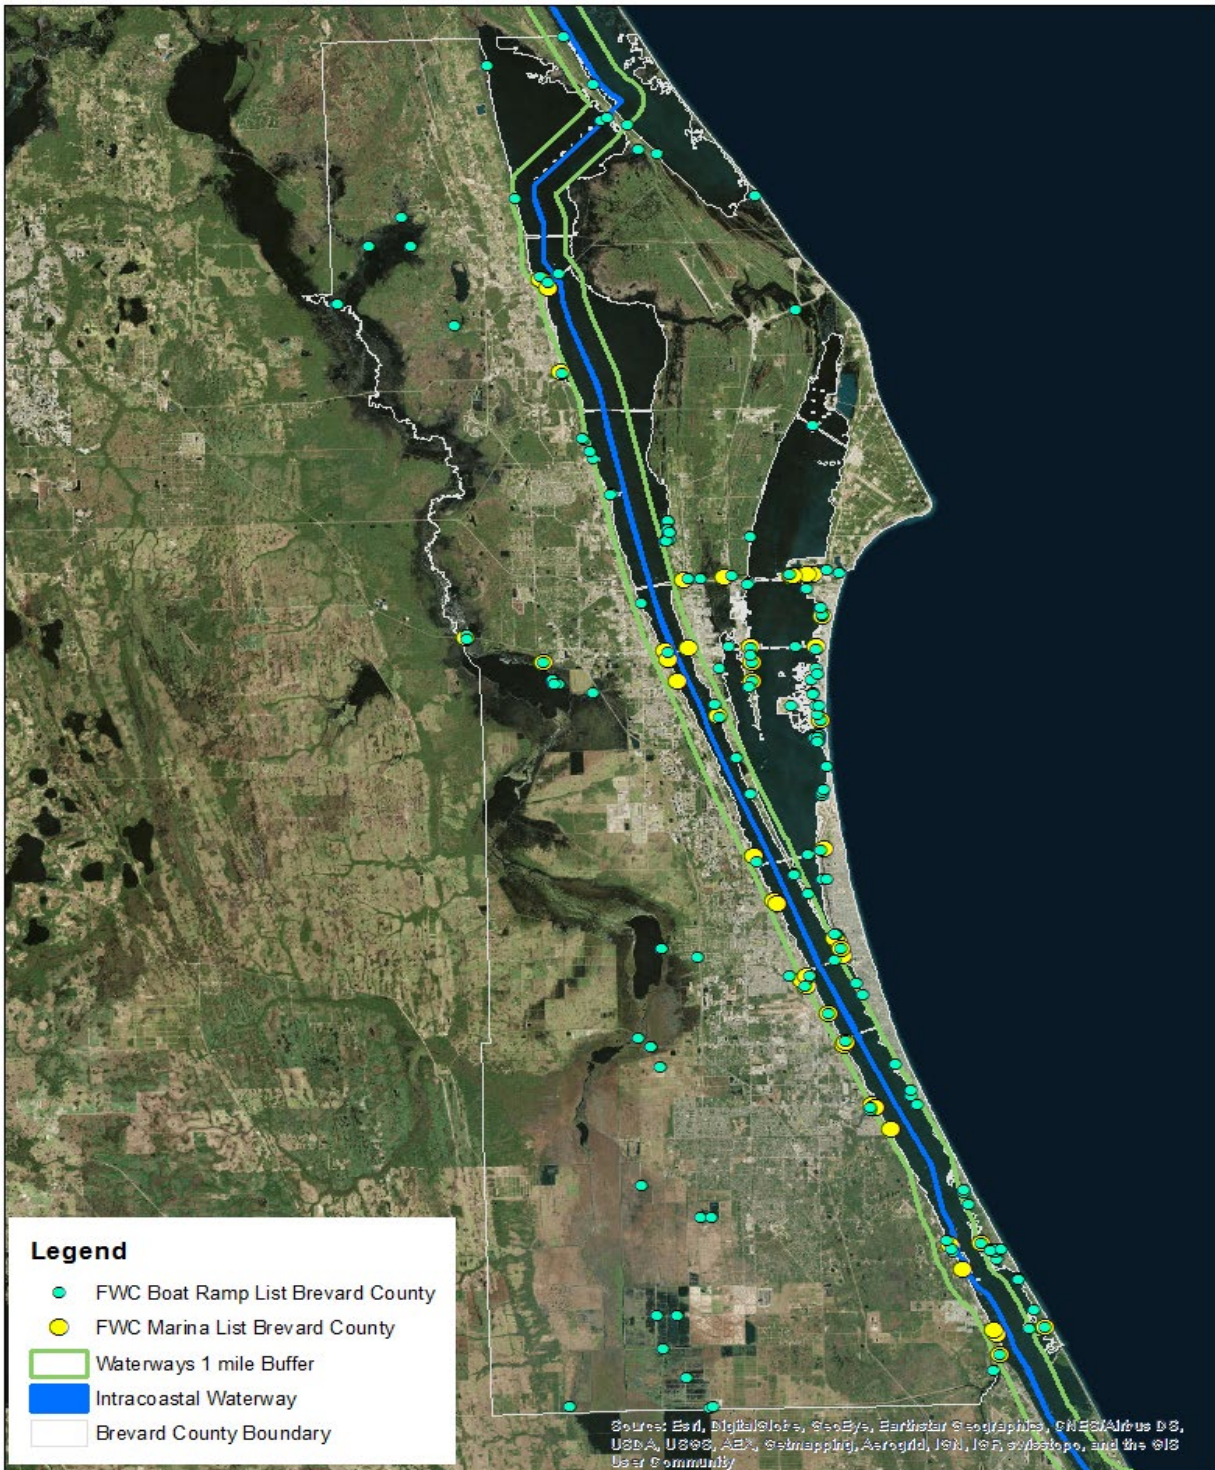 Legend
FWC Boat Ramp List Brevard County
FWC Marina List Brevard County
Waterways 1 mile Buffer
Intracoastal Waterway
Brevard County Boundary
Source: Esri, DigitalGlobe, GeoEye, Earthstar Geographics, CNES/Airbus DS,
USDA, USGS, AEX, Getmapping, Aerogrid, IGN, IGP, swisstopo, and the GIS
User Community